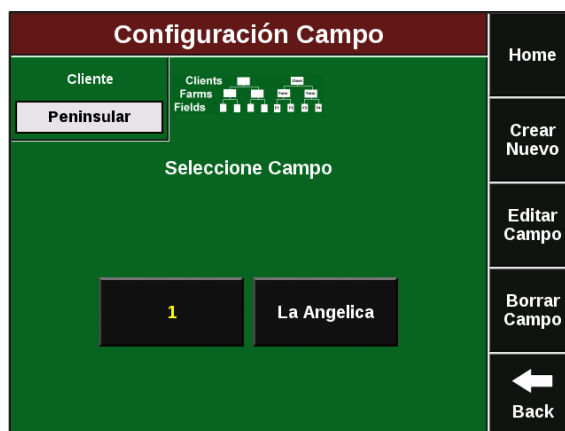 Configuración Campo
Home
Cliente
Peninsular
Clients
Farms
Fields
Seleccione Campo
Crear
Nuevo
Editar
Campo
1
La Angelica
Borrar
Campo
Back